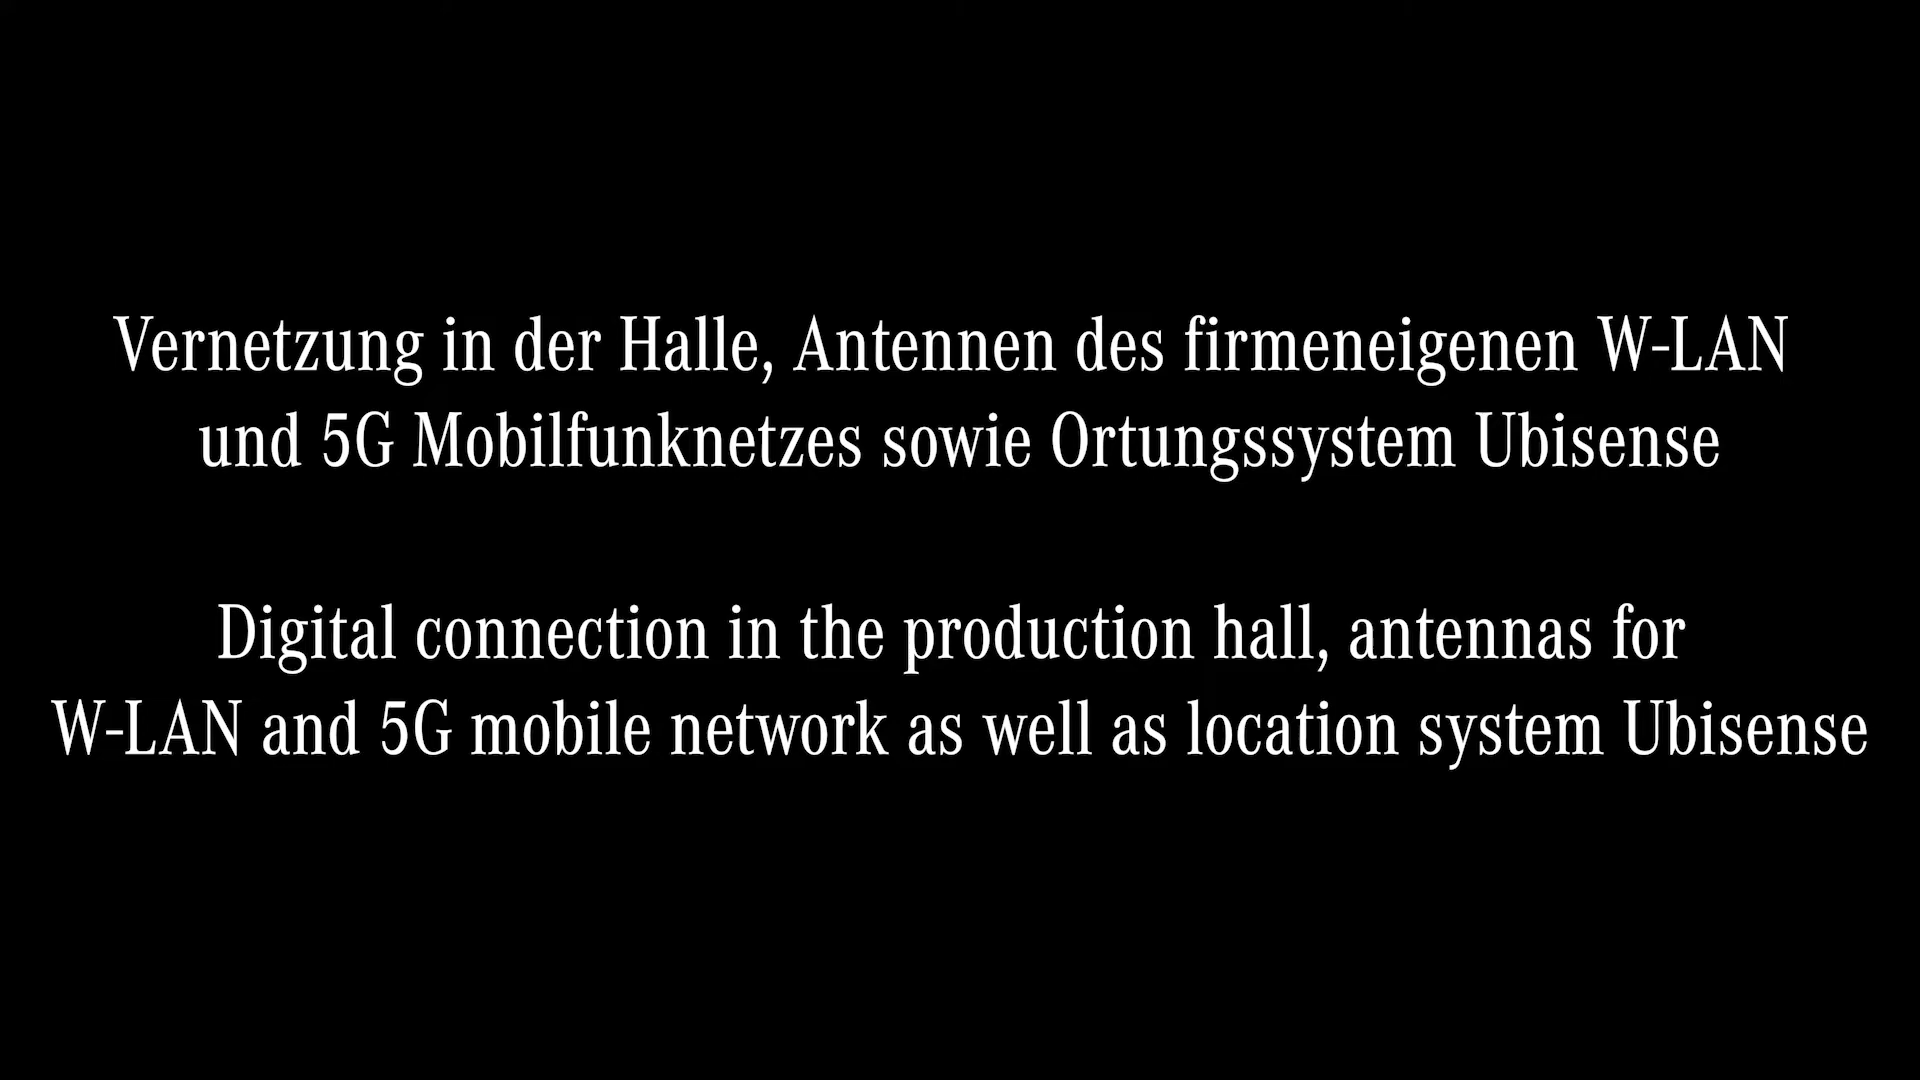 Vernetzung in der Halle, Antennen des firmeneigenen W-LAN
und 5G Mobilfunknetzes sowie Ortungssystem Ubisense
Digital connection in the production hall, antennas for
W-LAN and 5G mobile network as well as location system Ubisense